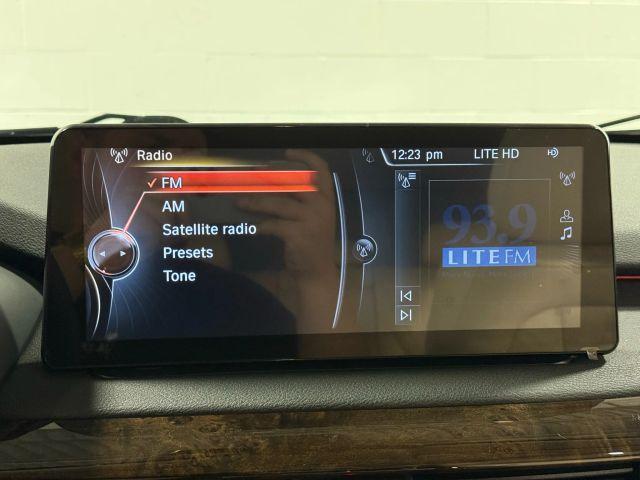 Radio
12:23 pm LITE HD
FM
AM
Satellite radio
Presets
Tone
93.9
LITE FM